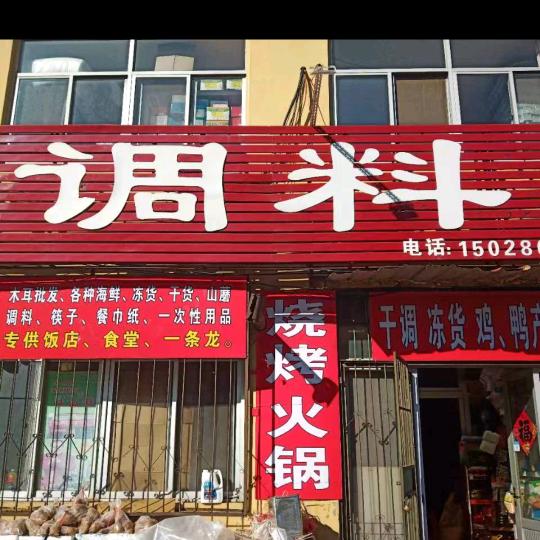 调料
电话:15028
木耳批发、各种海鲜、冻货、干货、山蘑
调料、筷子、餐巾纸、一次性用品
专供饭店、食堂、一条龙。
烧烤火锅
干调 冻货 鸡、鸭产
福